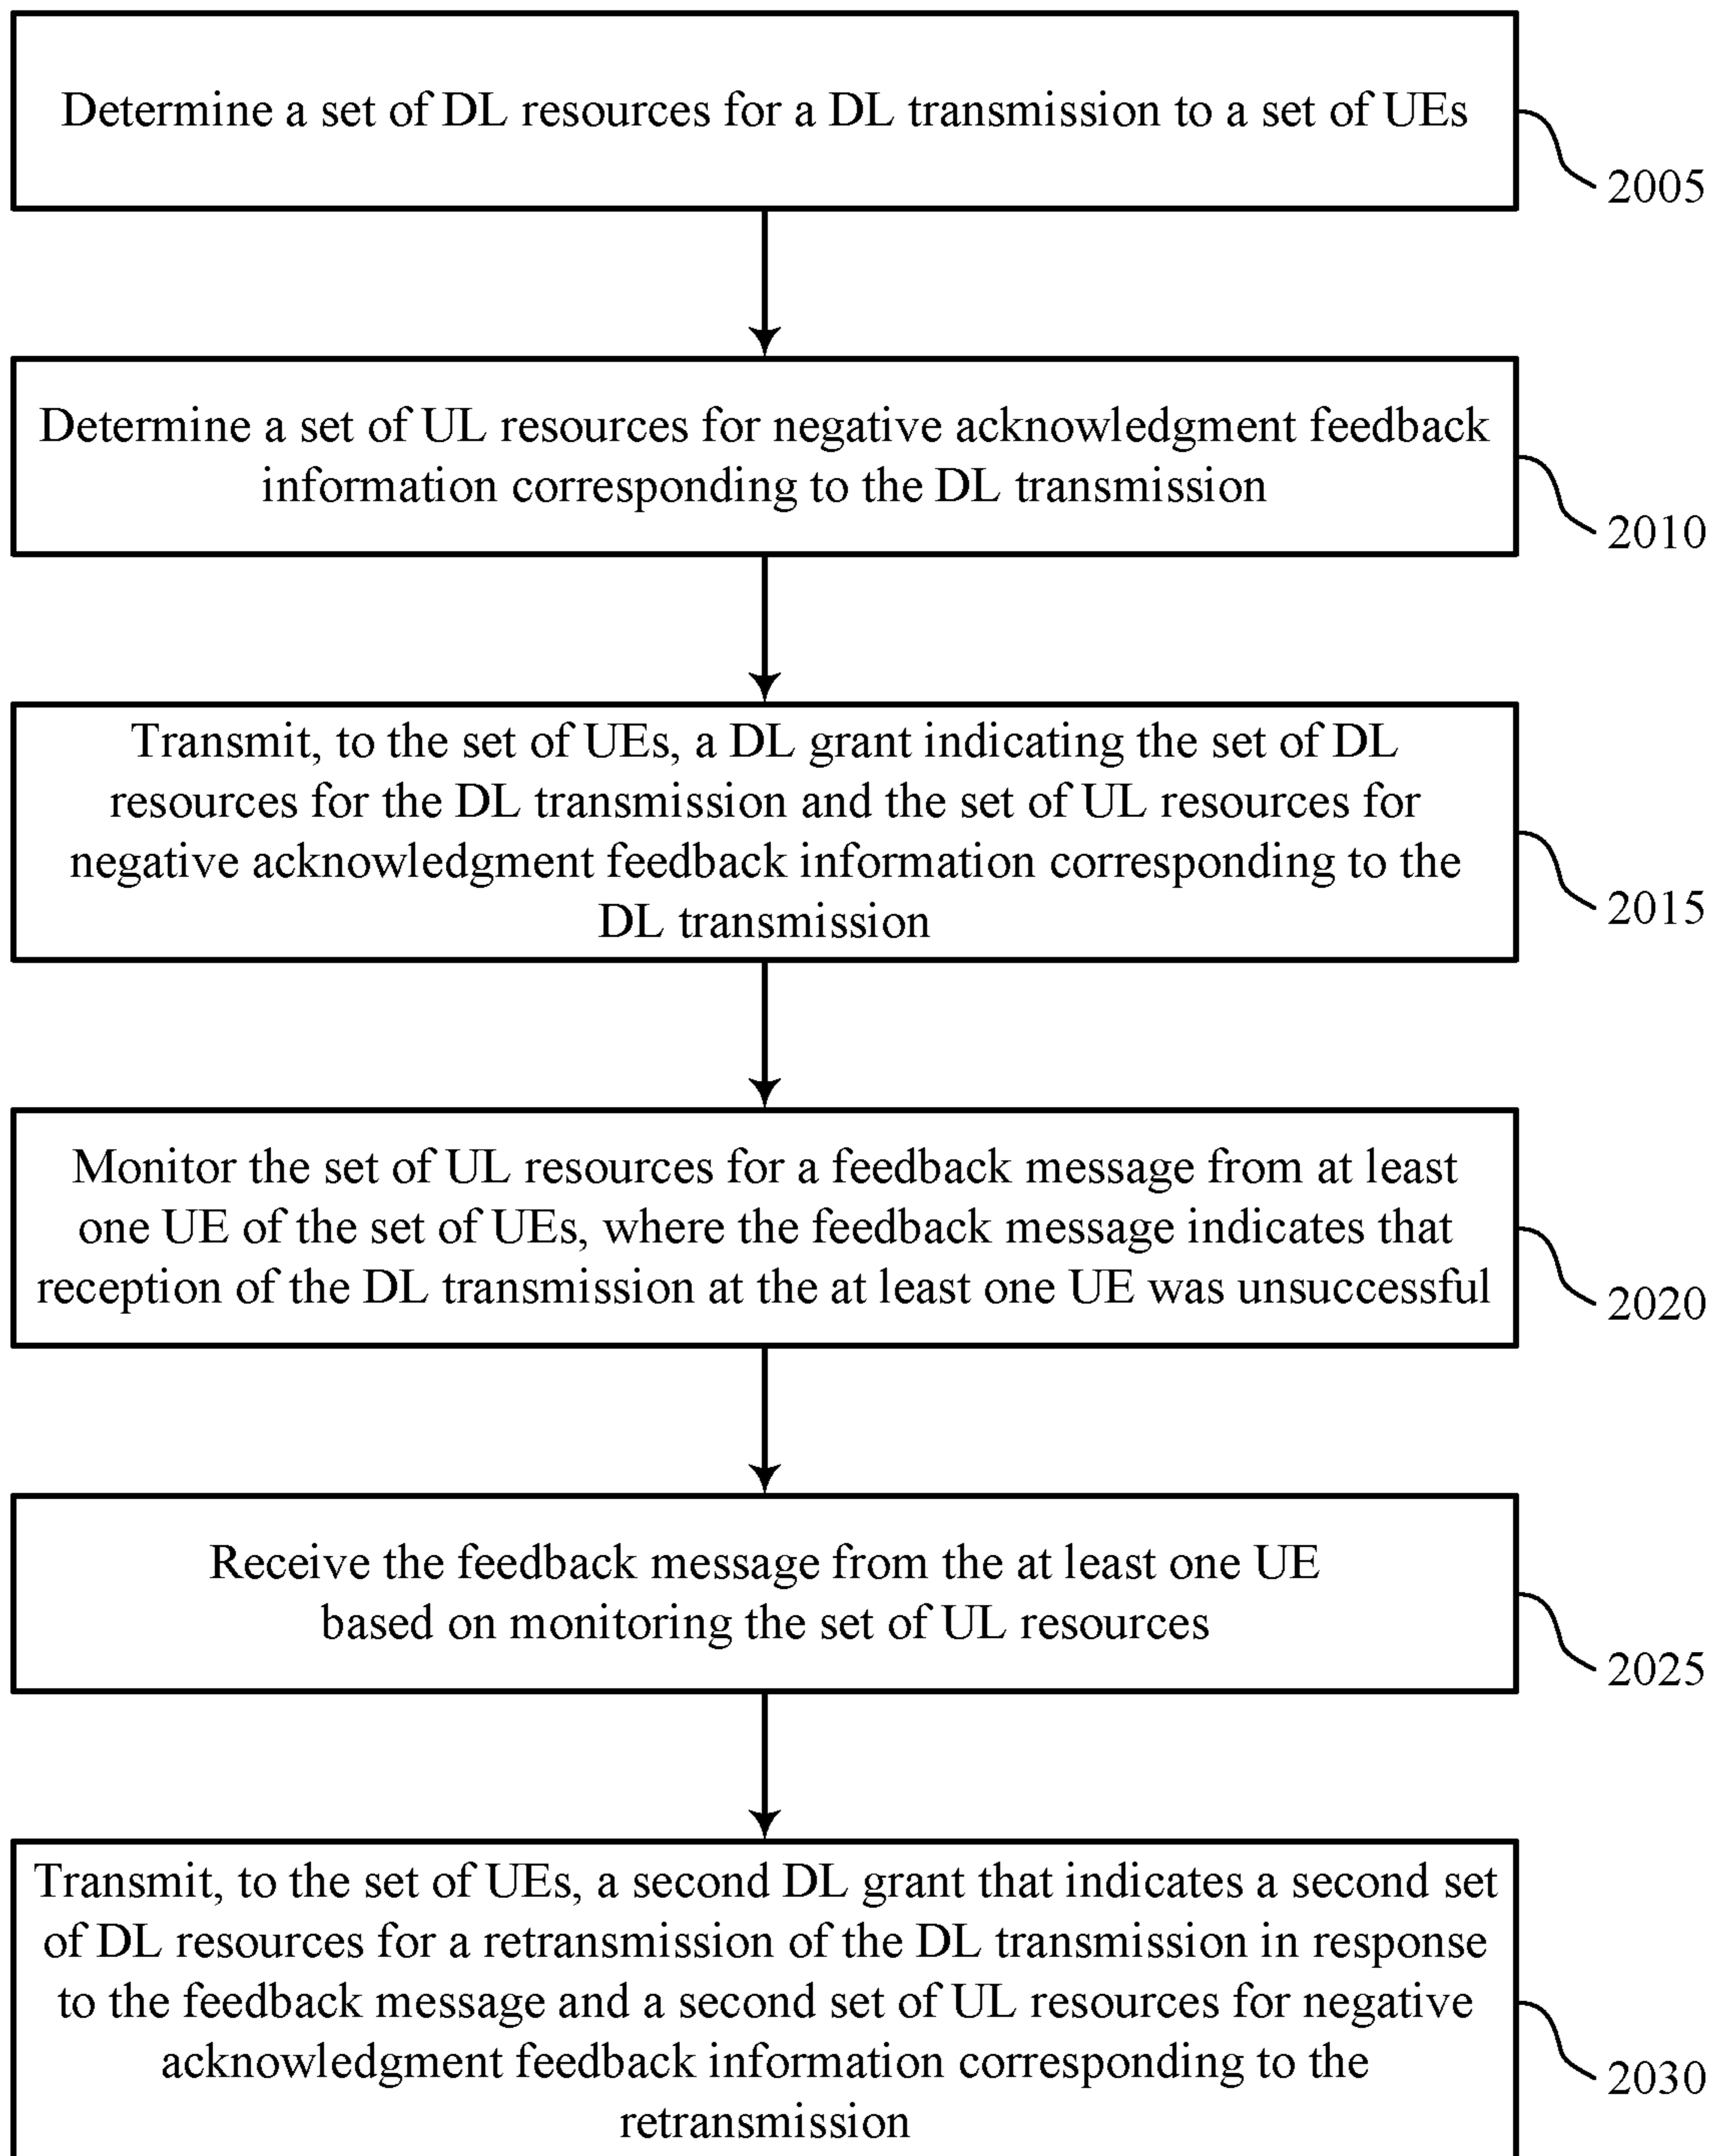 Determine a set of DL resources for a DL transmission to a set of UEs
2005
Determine a set of UL resources for negative acknowledgment feedback
information corresponding to the DL transmission
2010
Transmit, to the set of UEs, a DL grant indicating the set of DL
resources for the DL transmission and the set of UL resources for
negative acknowledgment feedback information corresponding to the
DL transmission
2015
Monitor the set of UL resources for a feedback message from at least
one UE of the set of UEs, where the feedback message indicates that
reception of the DL transmission at the at least one UE was unsuccessful
2020
Receive the feedback message from the at least one UE
based on monitoring the set of UL resources
2025
Transmit, to the set of UEs, a second DL grant that indicates a second set
of DL resources for a retransmission of the DL transmission in response
to the feedback message and a second set of UL resources for negative
acknowledgment feedback information corresponding to the
retransmission
2030